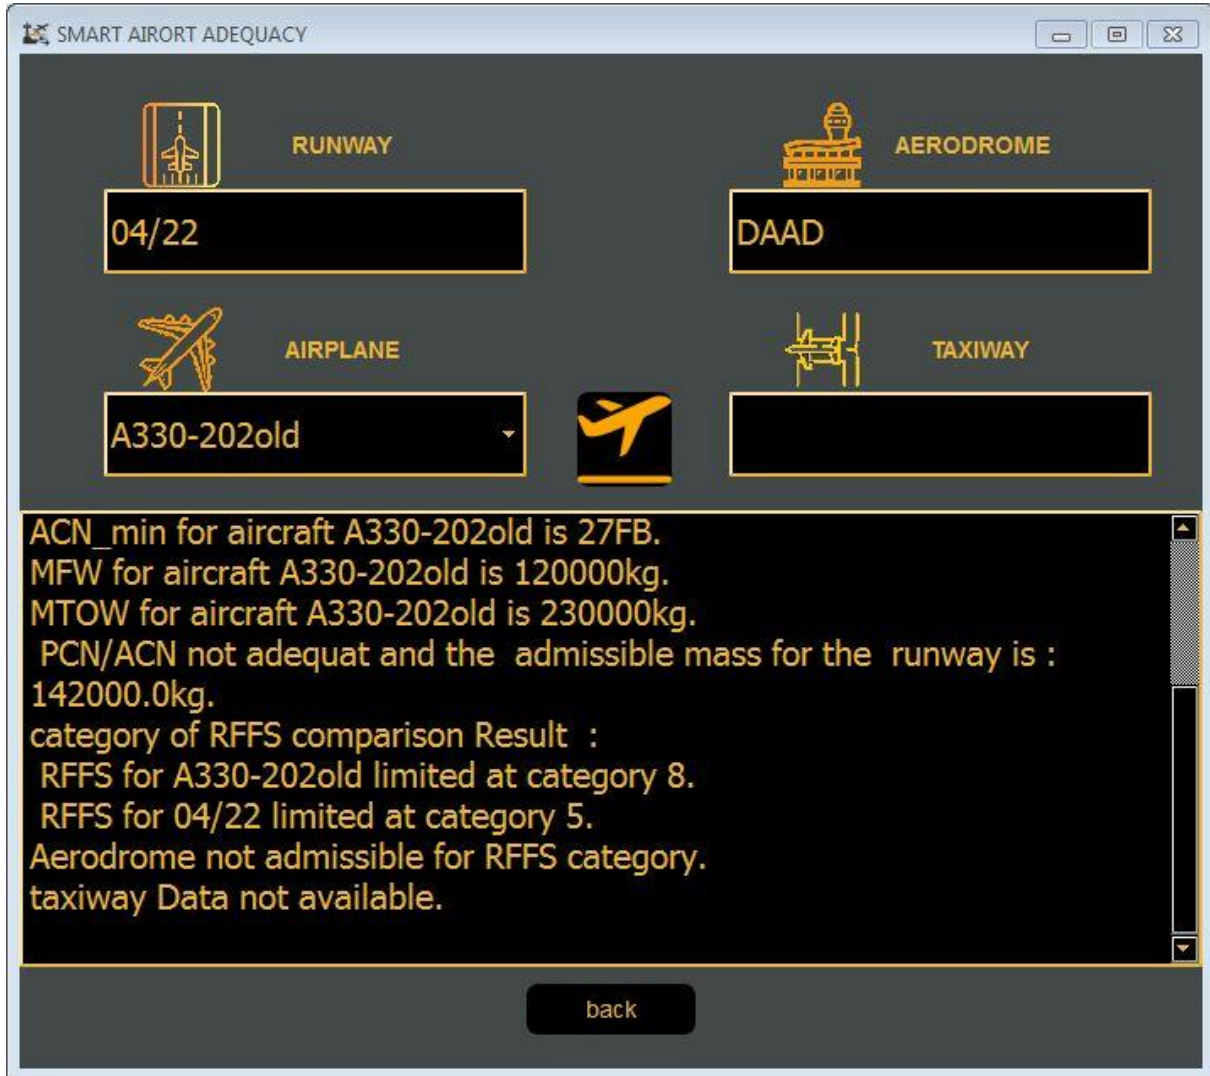 SMART AIRORT ADEQUACY
RUNWAY
AERODROME
04/22
DAAD
AIRPLANE
TAXIWAY
A330-202old
ACN_min for aircraft A330-202old is 27FB.
MFW for aircraft A330-202old is 120000kg.
MTOW for aircraft A330-202old is 230000kg.
PCN/ACN not adequat and the  admissible mass for the  runway is :
142000.0kg.
category of RFFS comparison Result  :
RFFS for A330-202old limited at category 8.
RFFS for 04/22 limited at category 5.
Aerodrome not admissible for RFFS category.
taxiway Data not available.
back